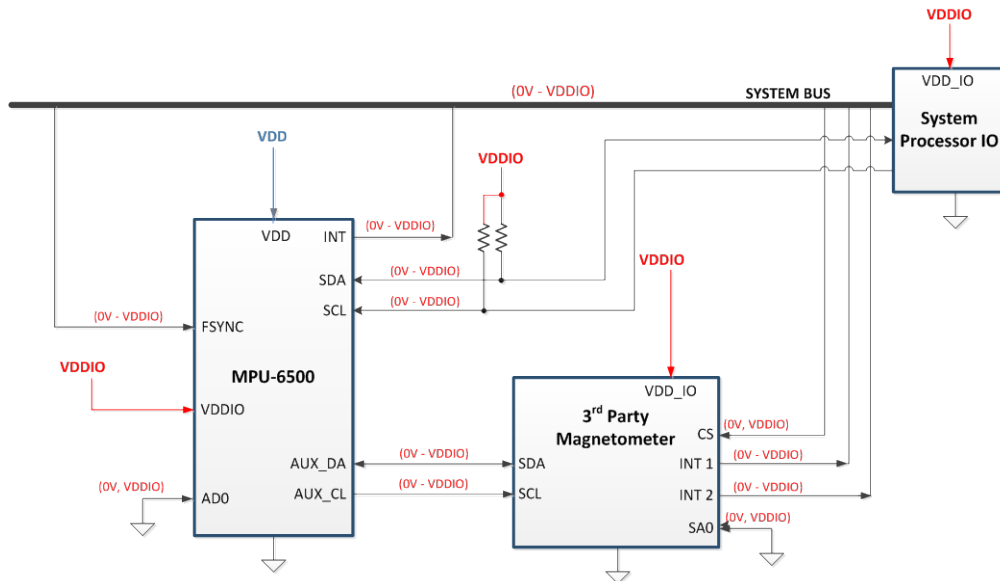 VDDIO
VDD_IO
(0V - VDDIO)
SYSTEM BUS
System
Processor IO
VDD
VDDIO
VDD
INT
(0V - VDDIO)
SDA
(0V - VDDIO)
VDDIO
SCL
(0V - VDDIO)
(0V - VDDIO)
FSYNC
MPU-6500
VDDIO
VDDIO
VDD_IO
3rd Party
Magnetometer
CS
(0V, VDDIO)
AUX_DA
(0V - VDDIO)
SDA
INT 1
(0V - VDDIO)
(0V, VDDIO)
AD0
AUX_CL
(0V - VDDIO)
SCL
INT 2
(0V - VDDIO)
SA0
(0V, VDDIO)